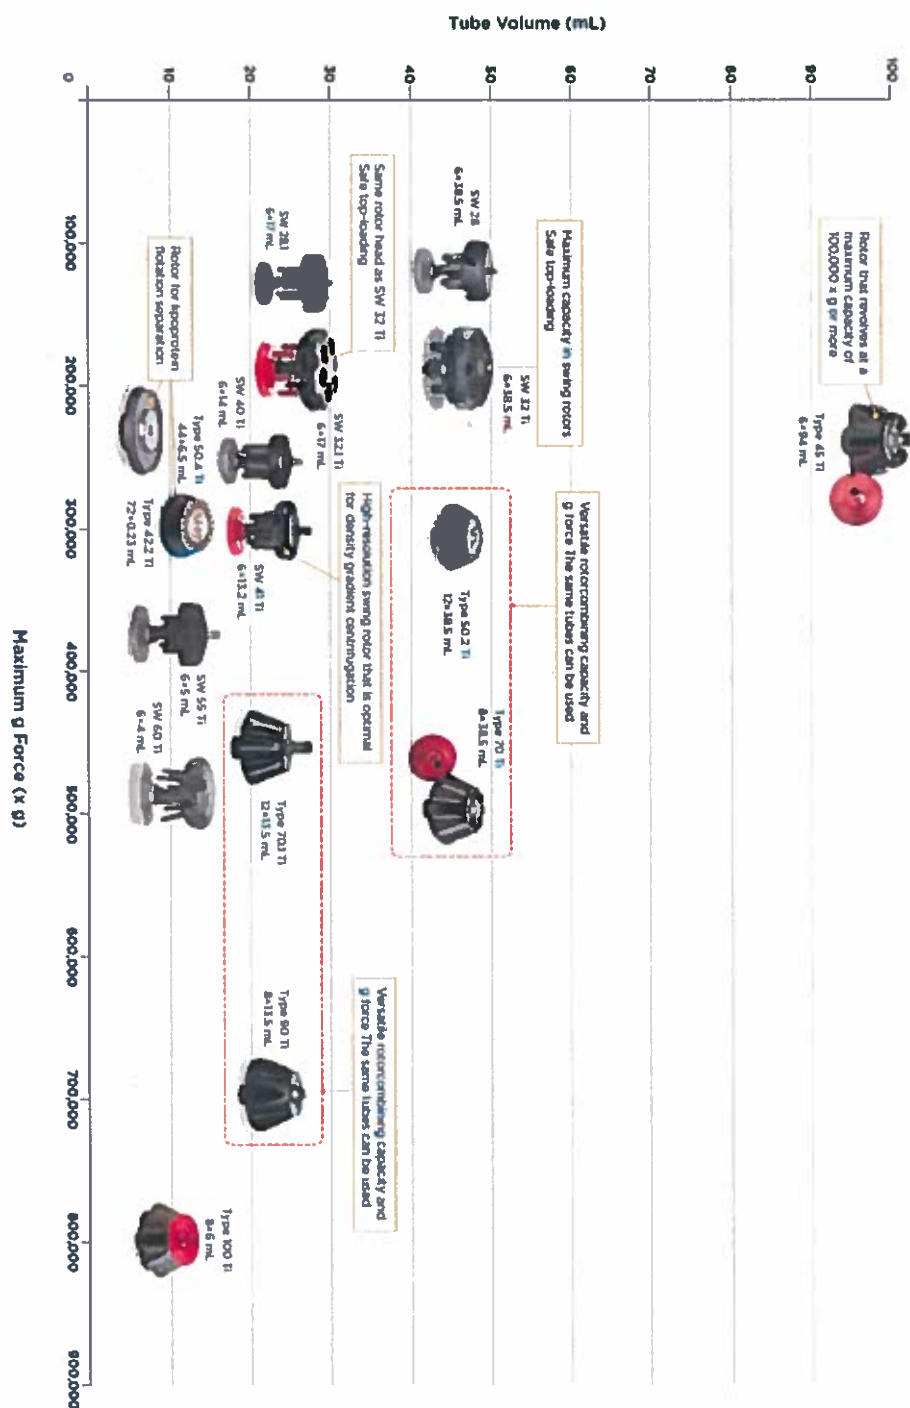 Tube Volume (mL)
100
90
80
70
60
50
40
30
20
10
0
Rotor that revolves at a
maximum capacity of
100,000 x g or more
Type 45 Ti
6×94 mL
Maximum capacity in swing rotors
Safe top-loading
SW 28
6×38.5 mL
SW 32 Ti
6×38.5 mL
Versatile rotorcombining capacity and
g force The same tubes can be used
Type 50.2 Ti
12×38.5 mL
Type 70 Ti
8×38.5 mL
Same rotor head as SW 32 Ti
Safe top-loading
SW 28.1
6×17 mL
SW 32.1 Ti
6×17 mL
High-resolution swing rotor that is optimal
for density gradient centrifugation
SW 40 Ti
6×14 mL
SW 41 Ti
6×13.2 mL
Versatile rotorcombining capacity and
g force The same tubes can be used
Type 70.1 Ti
12×13.5 mL
Type 90 Ti
8×13.5 mL
Rotor for lipoprotein
flotation separation
Type 50.4 Ti
44×6.5 mL
Type 42.2 Ti
72×0.23 mL
SW 55 Ti
6×5 mL
SW 60 Ti
6×4 mL
Type 100 Ti
8×6 mL
100,000
200,000
300,000
400,000
500,000
600,000
700,000
800,000
900,000
Maximum g Force (x g)